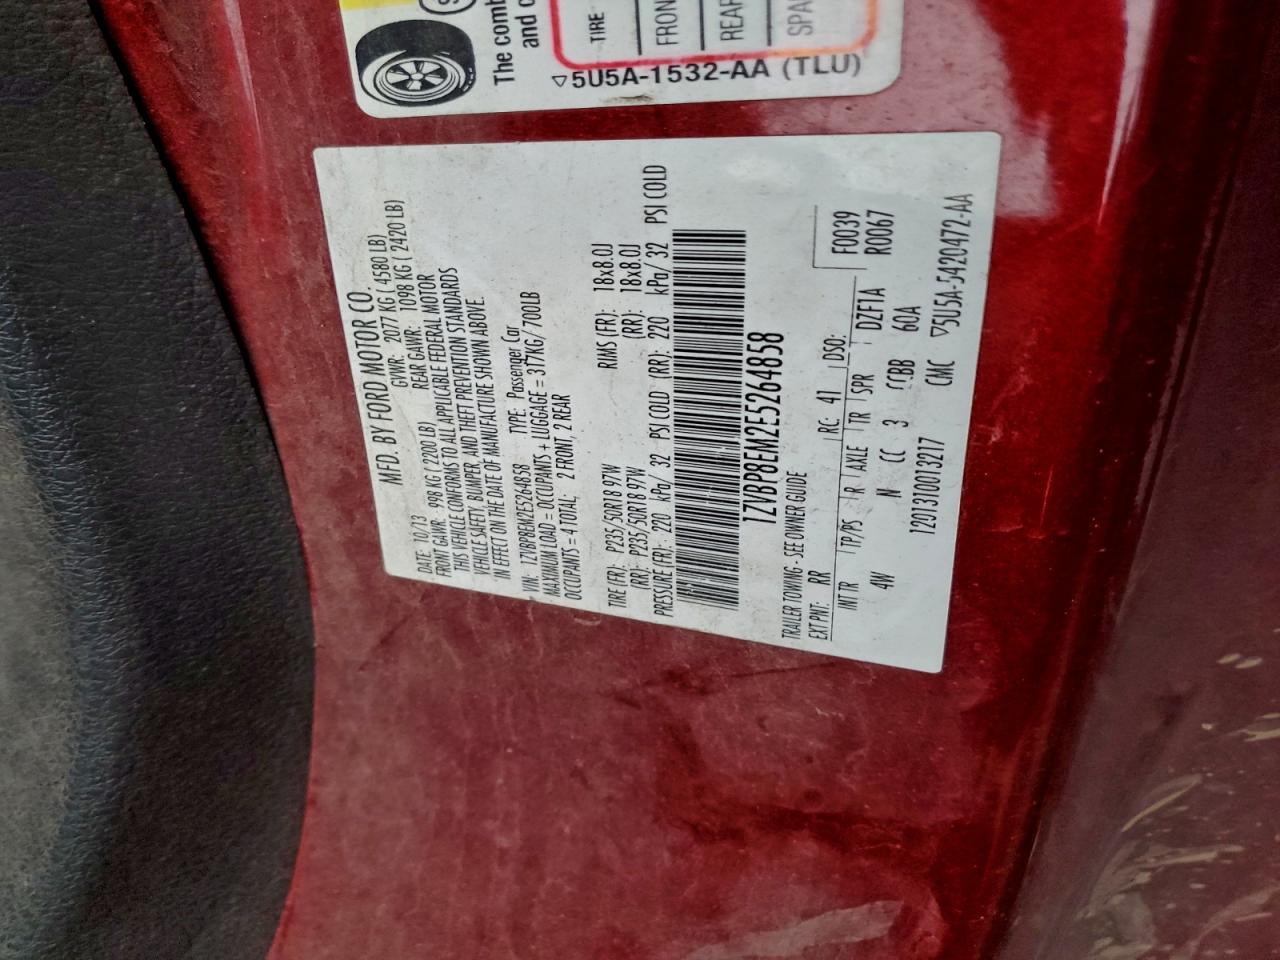 The comb
and c
TIRE
FRON
REAR
SPA
5U5A-1532-AA (TLU)
MFD. BY FORD MOTOR CO.
DATE: 10/13 GVWR: 2077 KG ( 4580 LB)
FRONT GAWR: 998 KG ( 2200 LB) REAR GAWR: 1098 KG ( 2420 LB)
THIS VEHICLE CONFORMS TO ALL APPLICABLE FEDERAL MOTOR
VEHICLE SAFETY, BUMPER, AND THEFT PREVENTION STANDARDS
IN EFFECT ON THE DATE OF MANUFACTURE SHOWN ABOVE.
VIN: 1ZVBP8EM2E5264858 TYPE: Passenger Car
MAXIMUM LOAD = OCCUPANTS + LUGGAGE = 317KG/ 700LB
OCCUPANTS = 4 TOTAL; 2 FRONT, 2 REAR
TIRE (FR): P235/50R18 97W RIMS (FR): 18x8.0J
(RR): P235/50R18 97W (RR): 18x8.0J
PRESSURE (FR): 220 kPa/ 32 PSI COLD (RR): 220 kPa/ 32 PSI COLD
1ZVBP8EM2E5264858
TRAILER TOWING - SEE OWNER GUIDE
EXT PNT: RR RC: 41 DSO: F0039
R0067
INT TR TP/PS R AXLE TR SPR DZF1A
4W N CC 3 CCBB 60A
1201310013217 CMC 5U5A-5420472-AA